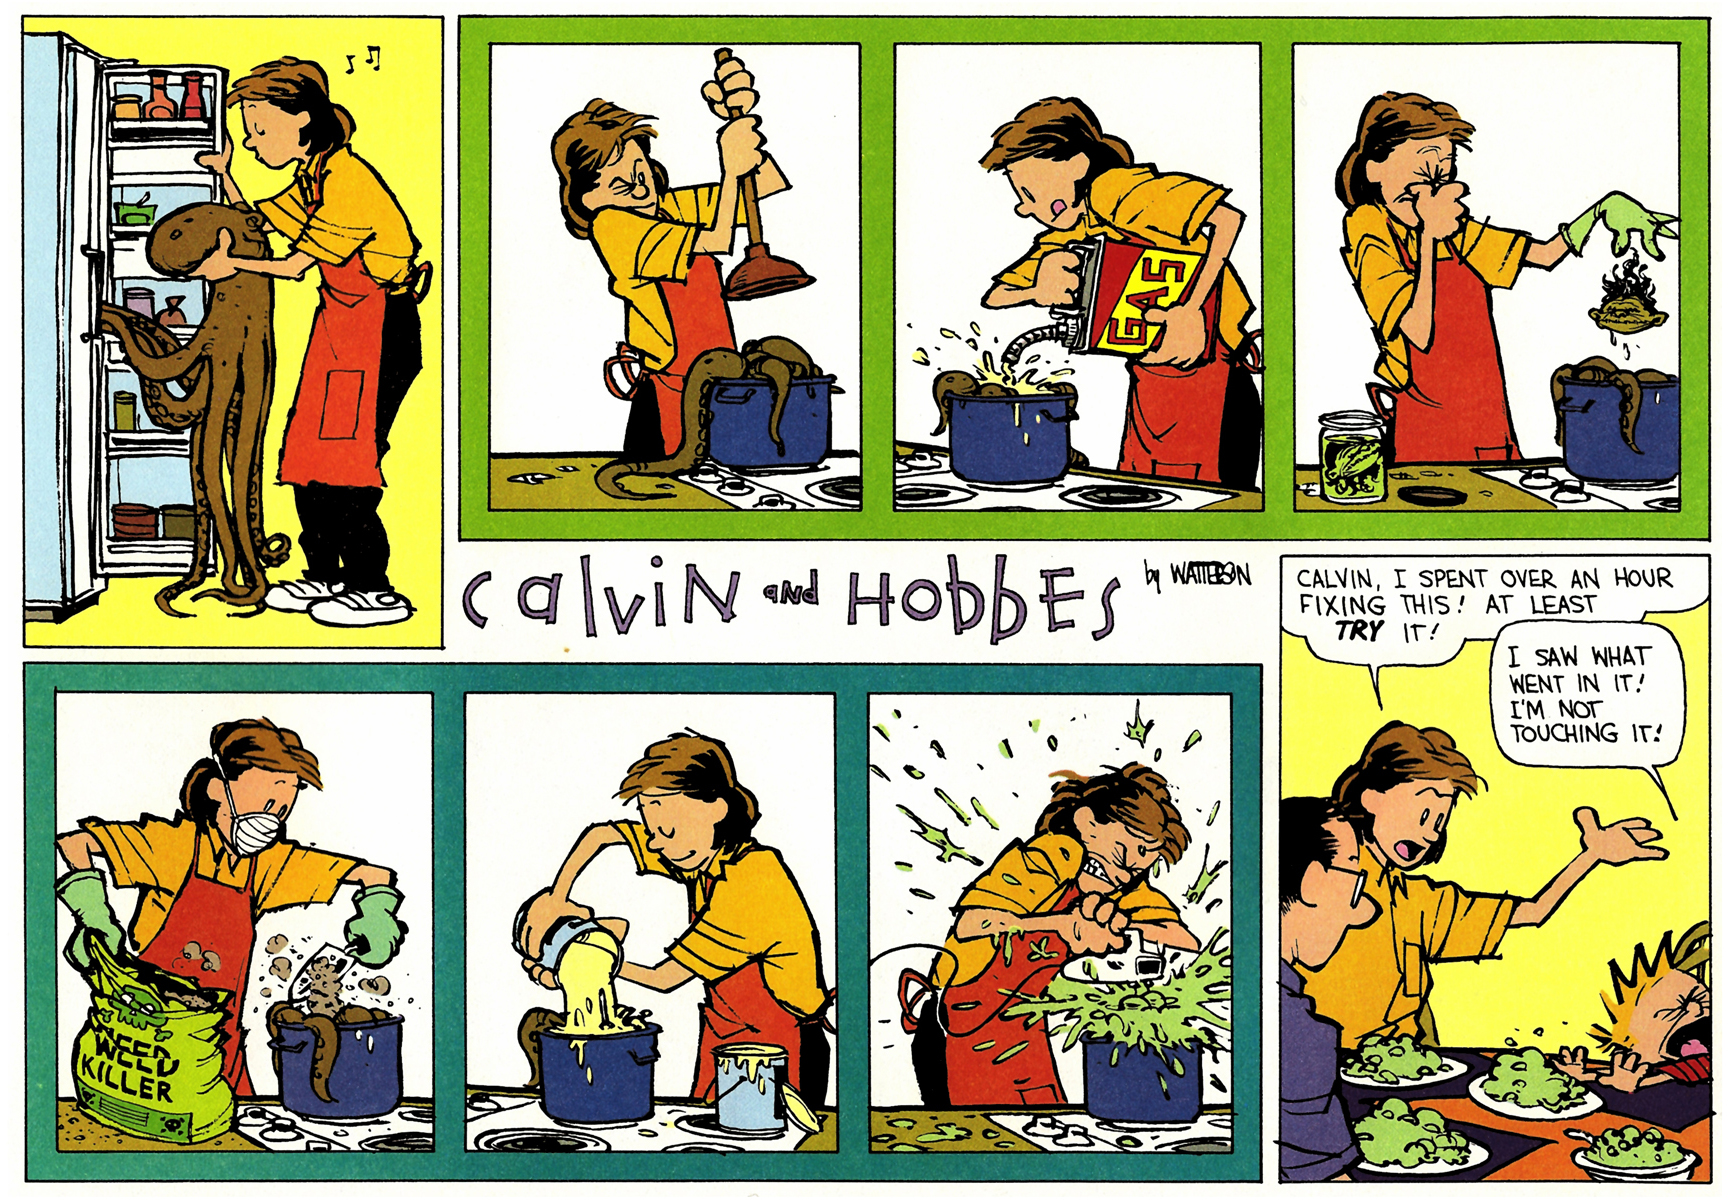 GAS
CALVIN and HOBBES
by WATTERSON
WEED
KILLER
CALVIN, I SPENT OVER AN HOUR
FIXING THIS! AT LEAST
TRY IT!
I SAW WHAT
WENT IN IT!
I'M NOT
TOUCHING IT!